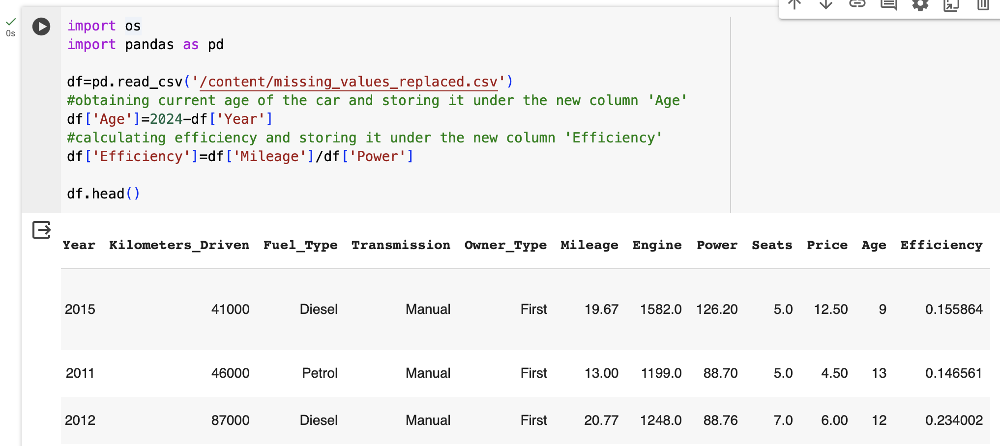 0s
import os
import pandas as pd
df=pd.read_csv('/content/missing_values_replaced.csv')
#obtaining current age of the car and storing it under the new column 'Age'
df['Age']=2024-df['Year']
#calculating efficiency and storing it under the new column 'Efficiency'
df['Efficiency']=df['Mileage']/df['Power']
df.head()
Year Kilometers_Driven Fuel_Type Transmission Owner_Type Mileage Engine Power Seats Price Age Efficiency
2015 41000 Diesel Manual First 19.67 1582.0 126.20 5.0 12.50 9 0.155864
2011 46000 Petrol Manual First 13.00 1199.0 88.70 5.0 4.50 13 0.146561
2012 87000 Diesel Manual First 20.77 1248.0 88.76 7.0 6.00 12 0.234002